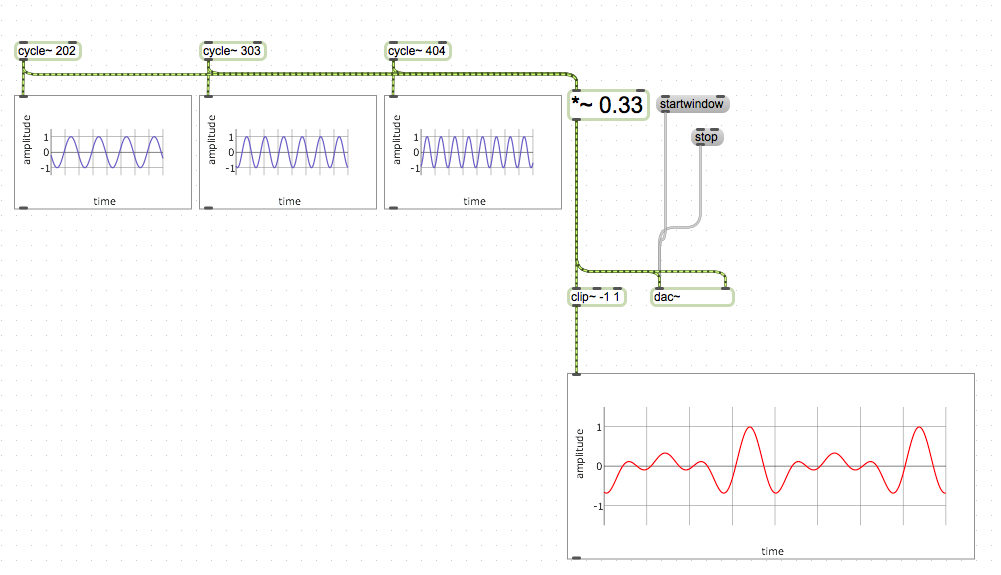 cycle~ 202
cycle~ 303
cycle~ 404
*~ 0.33
startwindow
stop
amplitude
1
0
-1
time
amplitude
1
0
-1
time
amplitude
1
0
-1
time
clip~ -1 1
dac~
amplitude
1
0
-1
time